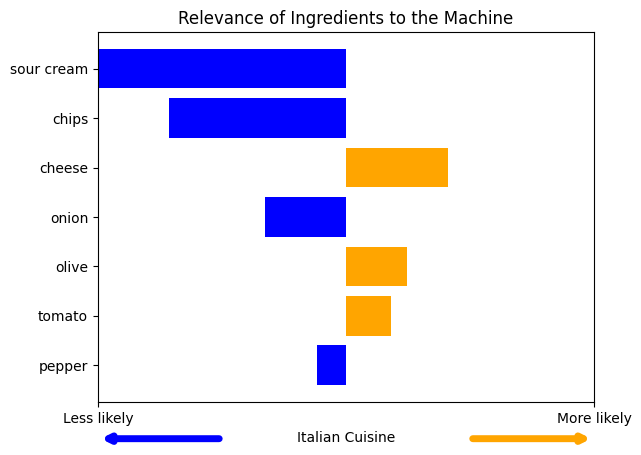 Relevance of Ingredients to the Machine
sour cream
chips
cheese
onion
olive
tomato
pepper
Less likely
More likely
Italian Cuisine